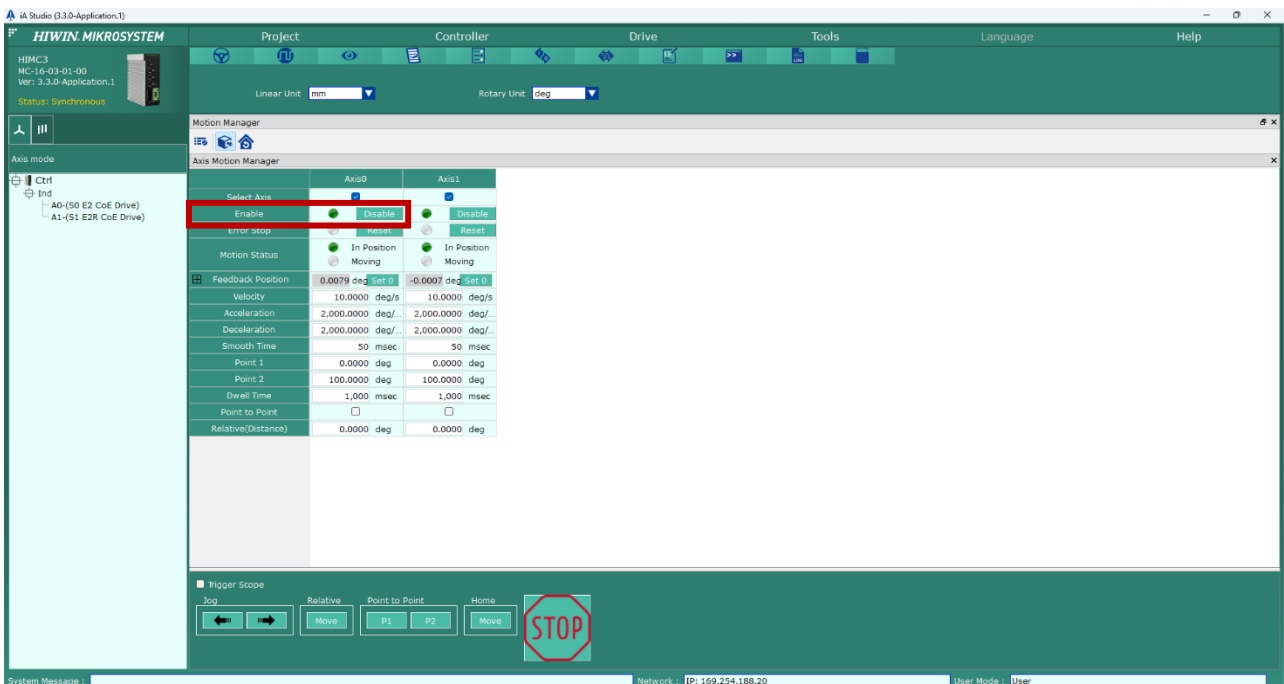 iA Studio (3.3.0-Application.1)
HIWIN. MIKROSYSTEM
Project Controller Drive Tools Language Help
HIMC3
MC-16-03-01-00
Ver: 3.3.0-Application.1
Status: Synchronous
Linear Unit mm Rotary Unit deg
Motion Manager
Axis mode
Axis Motion Manager
Ctrl
Ind
A0-(S0 E2 CoE Drive)
A1-(S1 E2R CoE Drive)
Axis0 Axis1
Select Axis
Enable Disable Disable
Error Stop Reset Reset
Motion Status In Position In Position
Moving Moving
Feedback Position 0.0079 deg Set 0 -0.0007 deg Set 0
Velocity 10.0000 deg/s 10.0000 deg/s
Acceleration 2,000.0000 deg/... 2,000.0000 deg/...
Deceleration 2,000.0000 deg/... 2,000.0000 deg/...
Smooth Time 50 msec 50 msec
Point 1 0.0000 deg 0.0000 deg
Point 2 100.0000 deg 100.0000 deg
Dwell Time 1,000 msec 1,000 msec
Point to Point
Relative(Distance) 0.0000 deg 0.0000 deg
Trigger Scope
Jog Relative Point to Point Home
Move P1 P2 Move
STOP
System Message : Network : IP: 169.254.188.20 User Mode : User